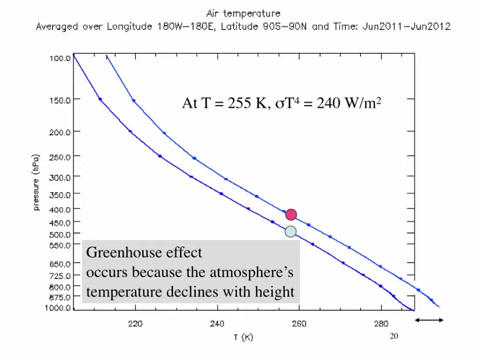 Air temperature
Averaged over Longitude 180W-180E, Latitude 90S-90N and Time: Jun2011-Jun2012
100.0
150.0
200.0
250.0
300.0
350.0
400.0
450.0
500.0
550.0
650.0
725.0
800.0
875.0
1000.0
pressure (hPa)
At T = 255 K, σT⁴ = 240 W/m²
Greenhouse effect
occurs because the atmosphere's
temperature declines with height
220
240
260
280
T (K)
20